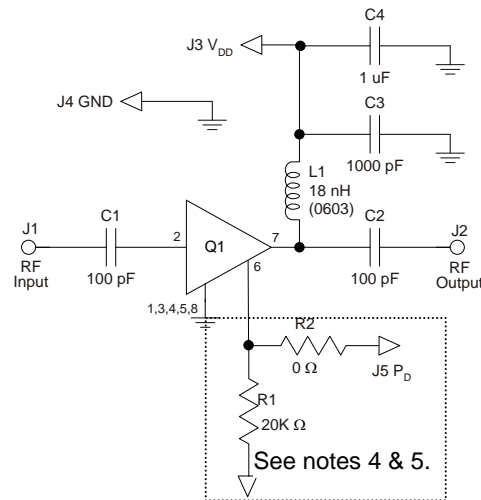 C4
J3 V_DD
1 uF
J4 GND
C3
1000 pF
L1
18 nH
(0603)
J1
C1
2
Q1
7
C2
J2
RF
Input
100 pF
6
100 pF
RF
Output
1,3,4,5,8
R2
0 Ω
J5 P_D
R1
20K Ω
See notes 4 & 5.